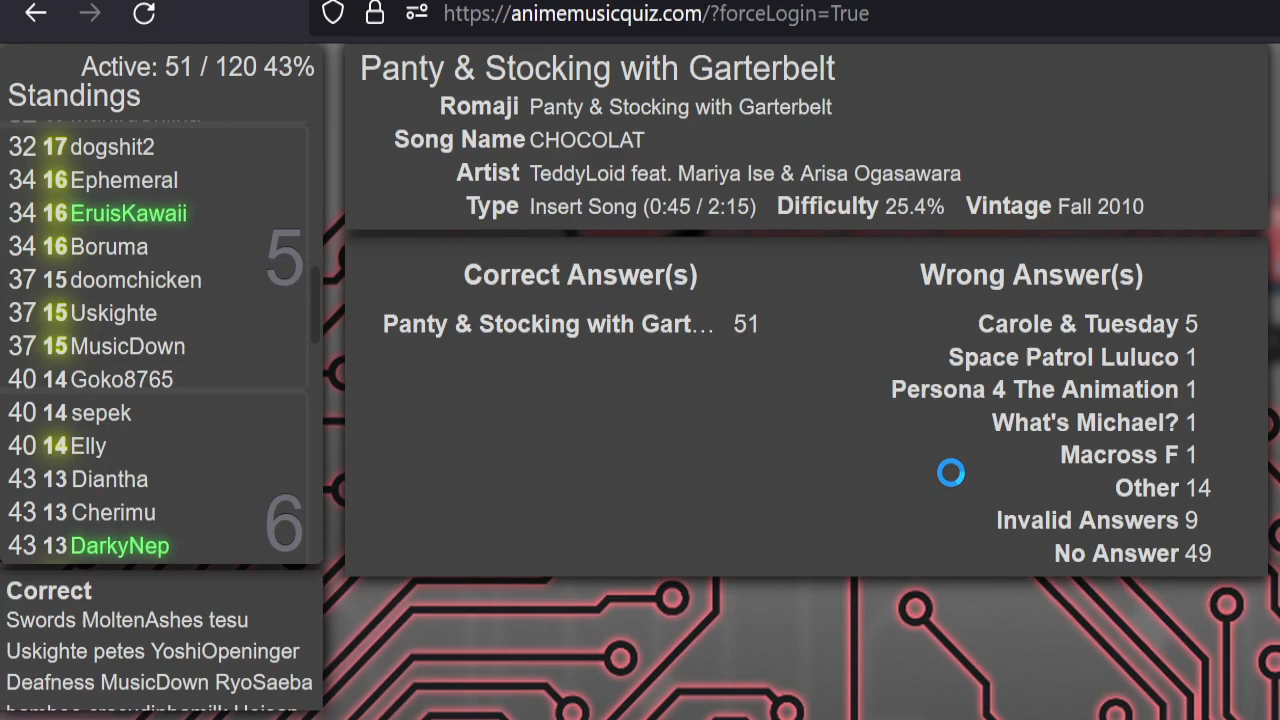 https://animemusicquiz.com/?forceLogin=True
Active: 51 / 120 43%
Standings
32 17 dogshit2
34 16 Ephemeral
34 16 EruisKawaii
34 16 Boruma
5
37 15 doomchicken
37 15 Uskighte
37 15 MusicDown
40 14 Goko8765
40 14 sepek
40 14 Elly
43 13 Diantha
43 13 Cherimu
6
43 13 DarkyNep
Correct
Swords MoltenAshes tesu
Uskighte petes YoshiOpeninger
Deafness MusicDown RyoSaeba
Panty & Stocking with Garterbelt
Romaji Panty & Stocking with Garterbelt
Song Name CHOCOLAT
Artist TeddyLoid feat. Mariya Ise & Arisa Ogasawara
Type Insert Song (0:45 / 2:15) Difficulty 25.4% Vintage Fall 2010
Correct Answer(s)
Panty & Stocking with Gart... 51
Wrong Answer(s)
Carole & Tuesday 5
Space Patrol Luluco 1
Persona 4 The Animation 1
What's Michael? 1
Macross F 1
Other 14
Invalid Answers 9
No Answer 49